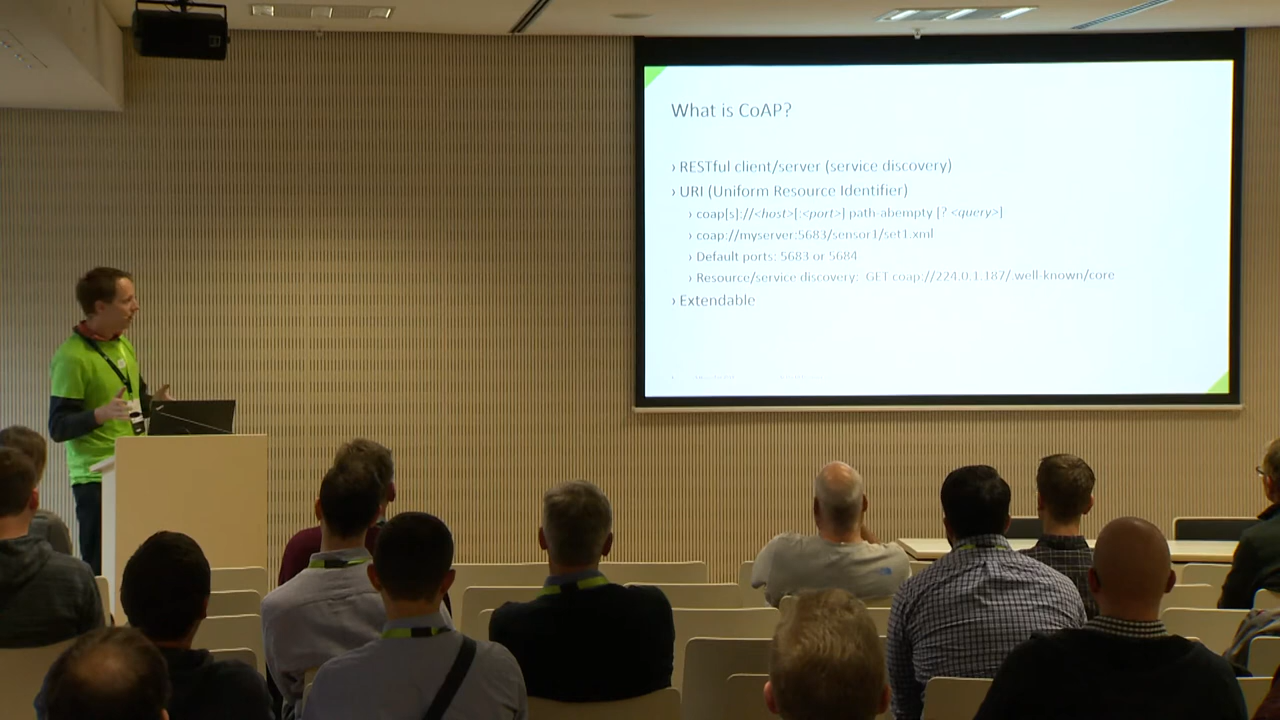 What is CoAP?
› RESTful client/server (service discovery)
› URI (Uniform Resource Identifier)
› coap[s]://<host>[:<port>] path-abempty [? <query>]
› coap://myserver:5683/sensor1/set1.xml
› Default ports: 5683 or 5684
› Resource/service discovery: GET coap://224.0.1.187/.well-known/core
› Extendable